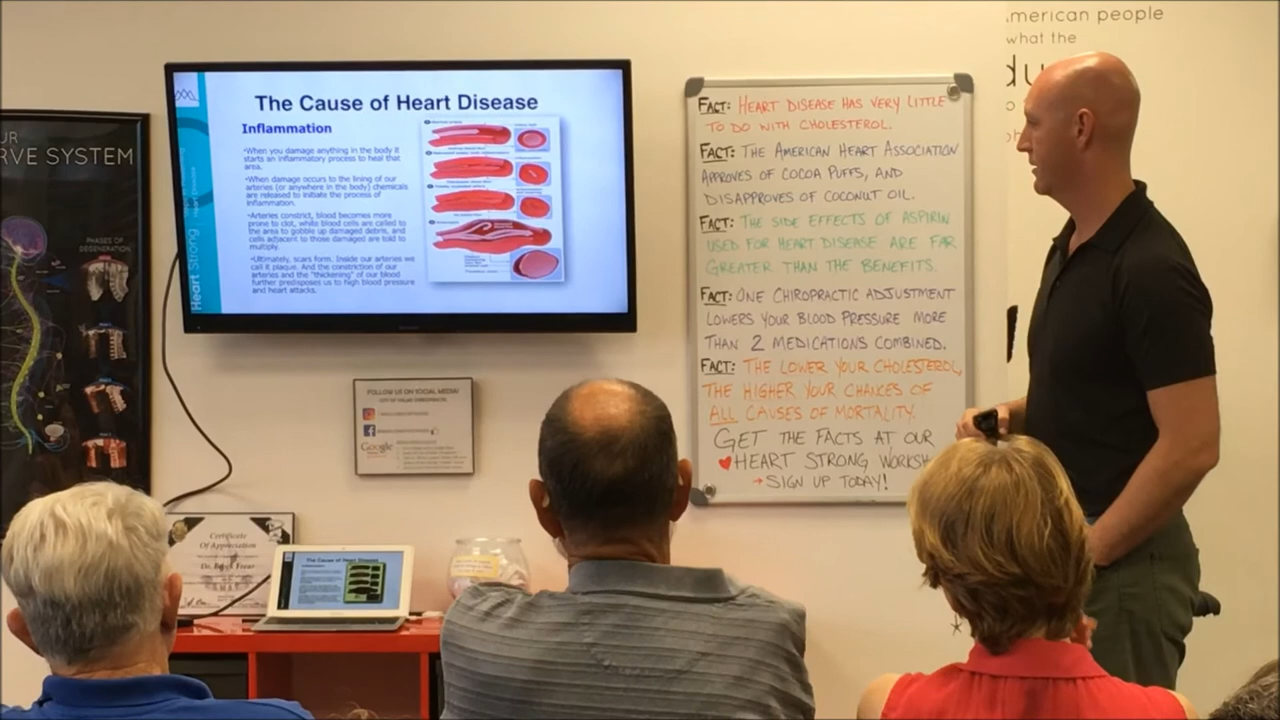 UR
RVE SYSTEM
PHASES OF
DEGENERATION
The Cause of Heart Disease
Inflammation
•When you damage anything in the body it
starts an inflammatory process to heal that
area.
•When damage occurs to the lining of our
arteries (or anywhere in the body) chemicals
are released to initiate the process of
inflammation.
•Arteries constrict, blood becomes more
prone to clot, white blood cells are called to
the area to gobble up damaged debris, and
cells adjacent to those damaged are told to
multiply.
•Ultimately, scars form. Inside our arteries we
call it plaque. And the constriction of our
arteries and the "thickening" of our blood
further predisposes us to high blood pressure
and heart attacks.
Heart Strong
FACT: HEART DISEASE HAS VERY LITTLE
TO DO WITH CHOLESTEROL.
FACT: THE AMERICAN HEART ASSOCIATION
APPROVES OF COCOA PUFFS, AND
DISAPPROVES OF COCONUT OIL.
FACT: THE SIDE EFFECTS OF ASPIRIN
USED FOR HEART DISEASE ARE FAR
GREATER THAN THE BENEFITS.
FACT: ONE CHIROPRACTIC ADJUSTMENT
LOWERS YOUR BLOOD PRESSURE MORE
THAN 2 MEDICATIONS COMBINED.
FACT: THE LOWER YOUR CHOLESTEROL,
THE HIGHER YOUR CHANCES OF
ALL CAUSES OF MORTALITY.
GET THE FACTS AT OUR
HEART STRONG WORKSH
→ SIGN UP TODAY!
merican people
what the
du
FOLLOW US ON SOCIAL MEDIA!
Google
Certificate
Of Appreciation
The Cause of Heart Disease